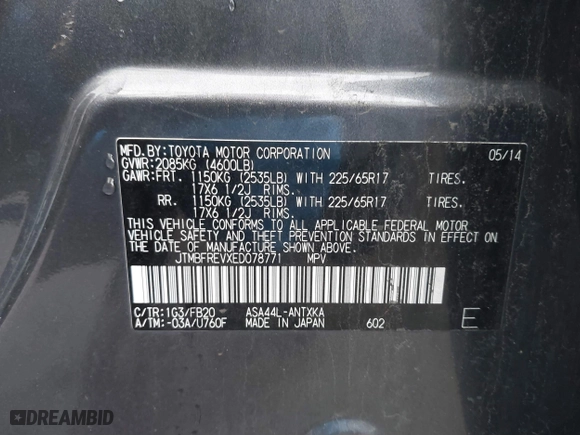 MFD.BY:TOYOTA MOTOR CORPORATION 05/14
GVWR:2085KG (4600LB)
GAWR:FRT. 1150KG (2535LB) WITH 225/65R17 TIRES.
17X6 1/2J RIMS.
RR. 1150KG (2535LB) WITH 225/65R17 TIRES.
17X6 1/2J RIMS.
THIS VEHICLE CONFORMS TO ALL APPLICABLE FEDERAL MOTOR
VEHICLE SAFETY AND THEFT PREVENTION STANDARDS IN EFFECT ON
THE DATE OF MANUFACTURE SHOWN ABOVE.
JTMBFREVXED078771 MPV
C/TR:1G3/FB20 ASA44L-ANTXKA
A/TM:-03A/U760F MADE IN JAPAN 602 E
DREAMBID